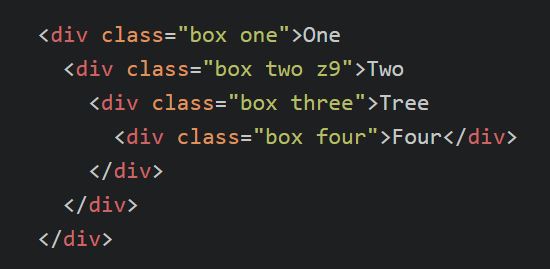 <div class="box one">One
<div class="box two z9">Two
<div class="box three">Tree
<div class="box four">Four</div>
</div>
</div>
</div>